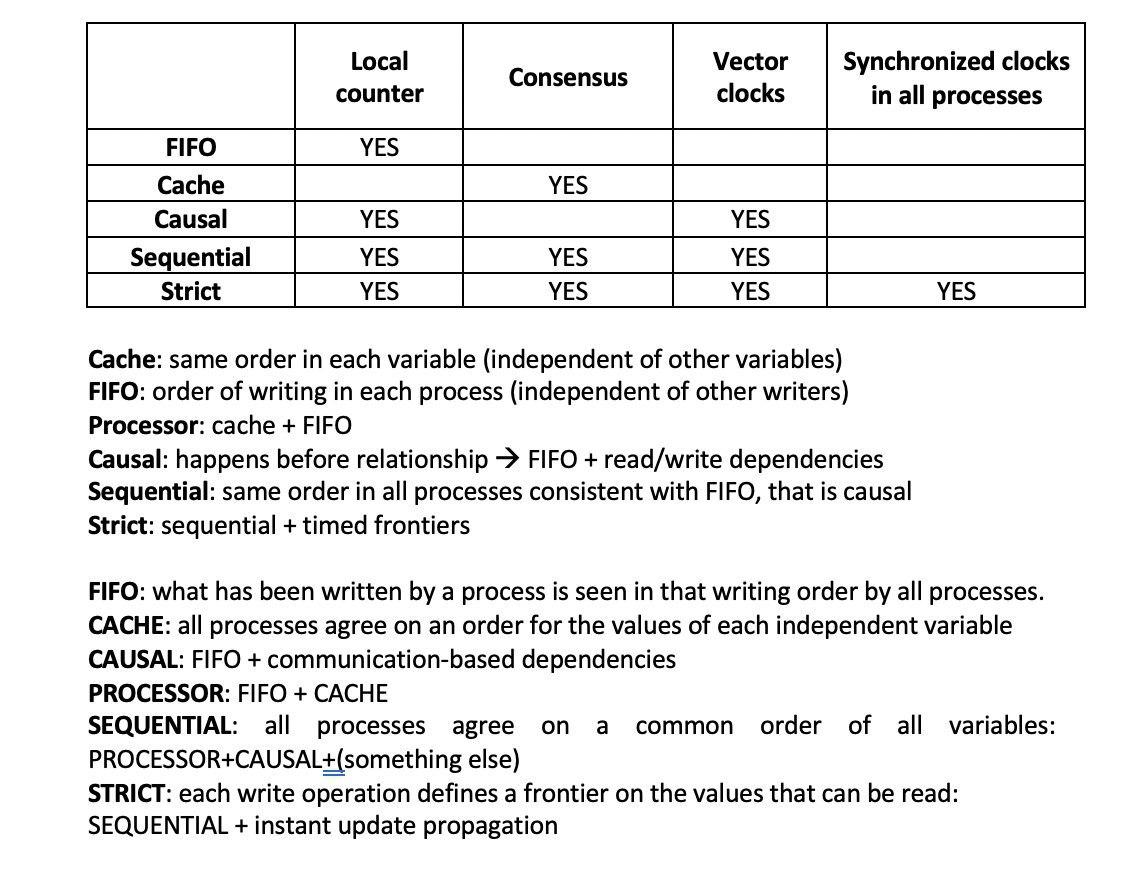 Local counter Consensus Vector clocks Synchronized clocks in all processes
FIFO YES
Cache YES
Causal YES YES
Sequential YES YES YES
Strict YES YES YES YES
Cache: same order in each variable (independent of other variables)
FIFO: order of writing in each process (independent of other writers)
Processor: cache + FIFO
Causal: happens before relationship → FIFO + read/write dependencies
Sequential: same order in all processes consistent with FIFO, that is causal
Strict: sequential + timed frontiers
FIFO: what has been written by a process is seen in that writing order by all processes.
CACHE: all processes agree on an order for the values of each independent variable
CAUSAL: FIFO + communication-based dependencies
PROCESSOR: FIFO + CACHE
SEQUENTIAL: all processes agree on a common order of all variables:
PROCESSOR+CAUSAL+(something else)
STRICT: each write operation defines a frontier on the values that can be read:
SEQUENTIAL + instant update propagation